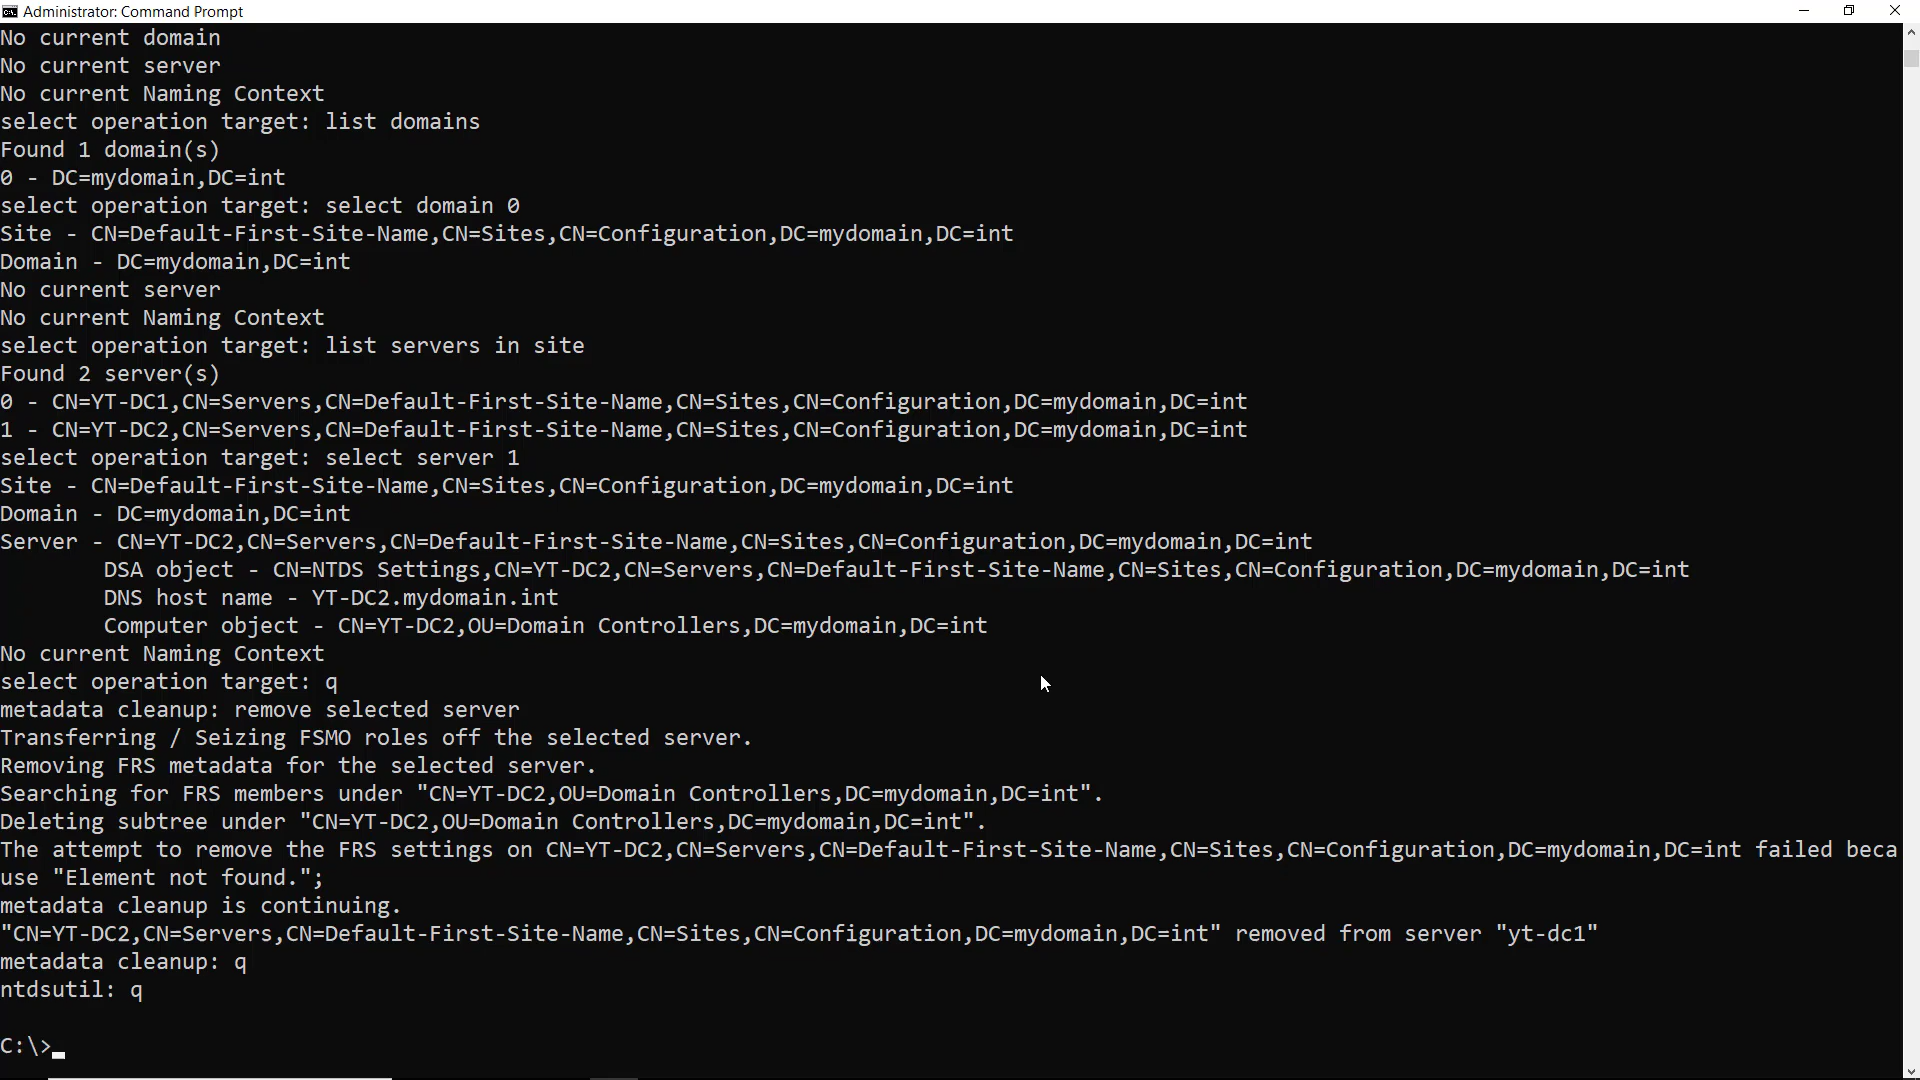 Administrator: Command Prompt
No current domain
No current server
No current Naming Context
select operation target: list domains
Found 1 domain(s)
0 - DC=mydomain,DC=int
select operation target: select domain 0
Site - CN=Default-First-Site-Name,CN=Sites,CN=Configuration,DC=mydomain,DC=int
Domain - DC=mydomain,DC=int
No current server
No current Naming Context
select operation target: list servers in site
Found 2 server(s)
0 - CN=YT-DC1,CN=Servers,CN=Default-First-Site-Name,CN=Sites,CN=Configuration,DC=mydomain,DC=int
1 - CN=YT-DC2,CN=Servers,CN=Default-First-Site-Name,CN=Sites,CN=Configuration,DC=mydomain,DC=int
select operation target: select server 1
Site - CN=Default-First-Site-Name,CN=Sites,CN=Configuration,DC=mydomain,DC=int
Domain - DC=mydomain,DC=int
Server - CN=YT-DC2,CN=Servers,CN=Default-First-Site-Name,CN=Sites,CN=Configuration,DC=mydomain,DC=int
        DSA object - CN=NTDS Settings,CN=YT-DC2,CN=Servers,CN=Default-First-Site-Name,CN=Sites,CN=Configuration,DC=mydomain,DC=int
        DNS host name - YT-DC2.mydomain.int
        Computer object - CN=YT-DC2,OU=Domain Controllers,DC=mydomain,DC=int
No current Naming Context
select operation target: q
metadata cleanup: remove selected server
Transferring / Seizing FSMO roles off the selected server.
Removing FRS metadata for the selected server.
Searching for FRS members under "CN=YT-DC2,OU=Domain Controllers,DC=mydomain,DC=int".
Deleting subtree under "CN=YT-DC2,OU=Domain Controllers,DC=mydomain,DC=int".
The attempt to remove the FRS settings on CN=YT-DC2,CN=Servers,CN=Default-First-Site-Name,CN=Sites,CN=Configuration,DC=mydomain,DC=int failed beca
use "Element not found.";
metadata cleanup is continuing.
"CN=YT-DC2,CN=Servers,CN=Default-First-Site-Name,CN=Sites,CN=Configuration,DC=mydomain,DC=int" removed from server "yt-dc1"
metadata cleanup: q
ntdsutil: q
C:\>